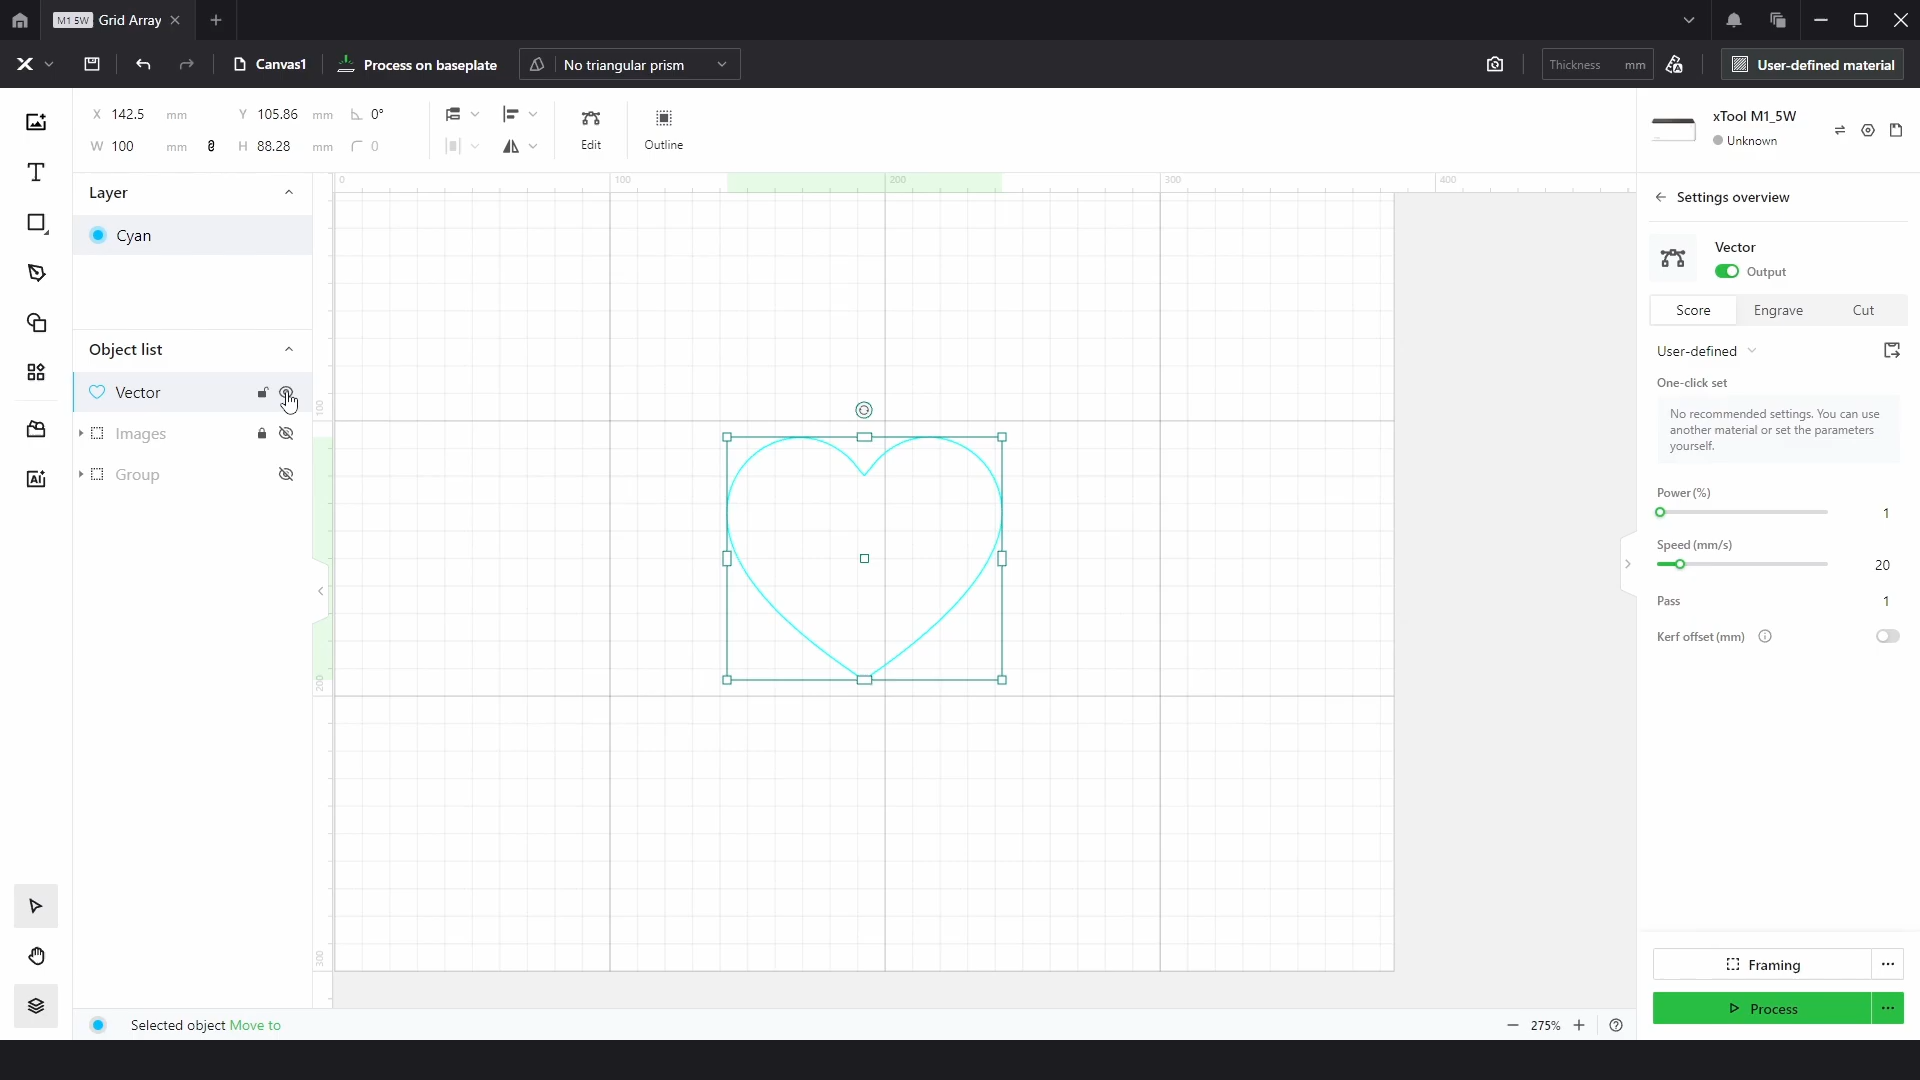 M1 5W Grid Array
Canvas1 Process on baseplate No triangular prism Thickness mm User-defined material
X 142.5 mm Y 105.86 mm 0°
W 100 mm H 88.28 mm 0
Edit Outline
xTool M1_5W
Unknown
Layer
Cyan
Object list
Vector
Images
Group
0 100 200 300 400
100
200
300
Settings overview
Vector
Output
Score Engrave Cut
User-defined
One-click set
No recommended settings. You can use
another material or set the parameters
yourself.
Power(%)
1
Speed(mm/s)
20
Pass 1
Kerf offset(mm)
Framing
Process
Selected object Move to
275%
AI